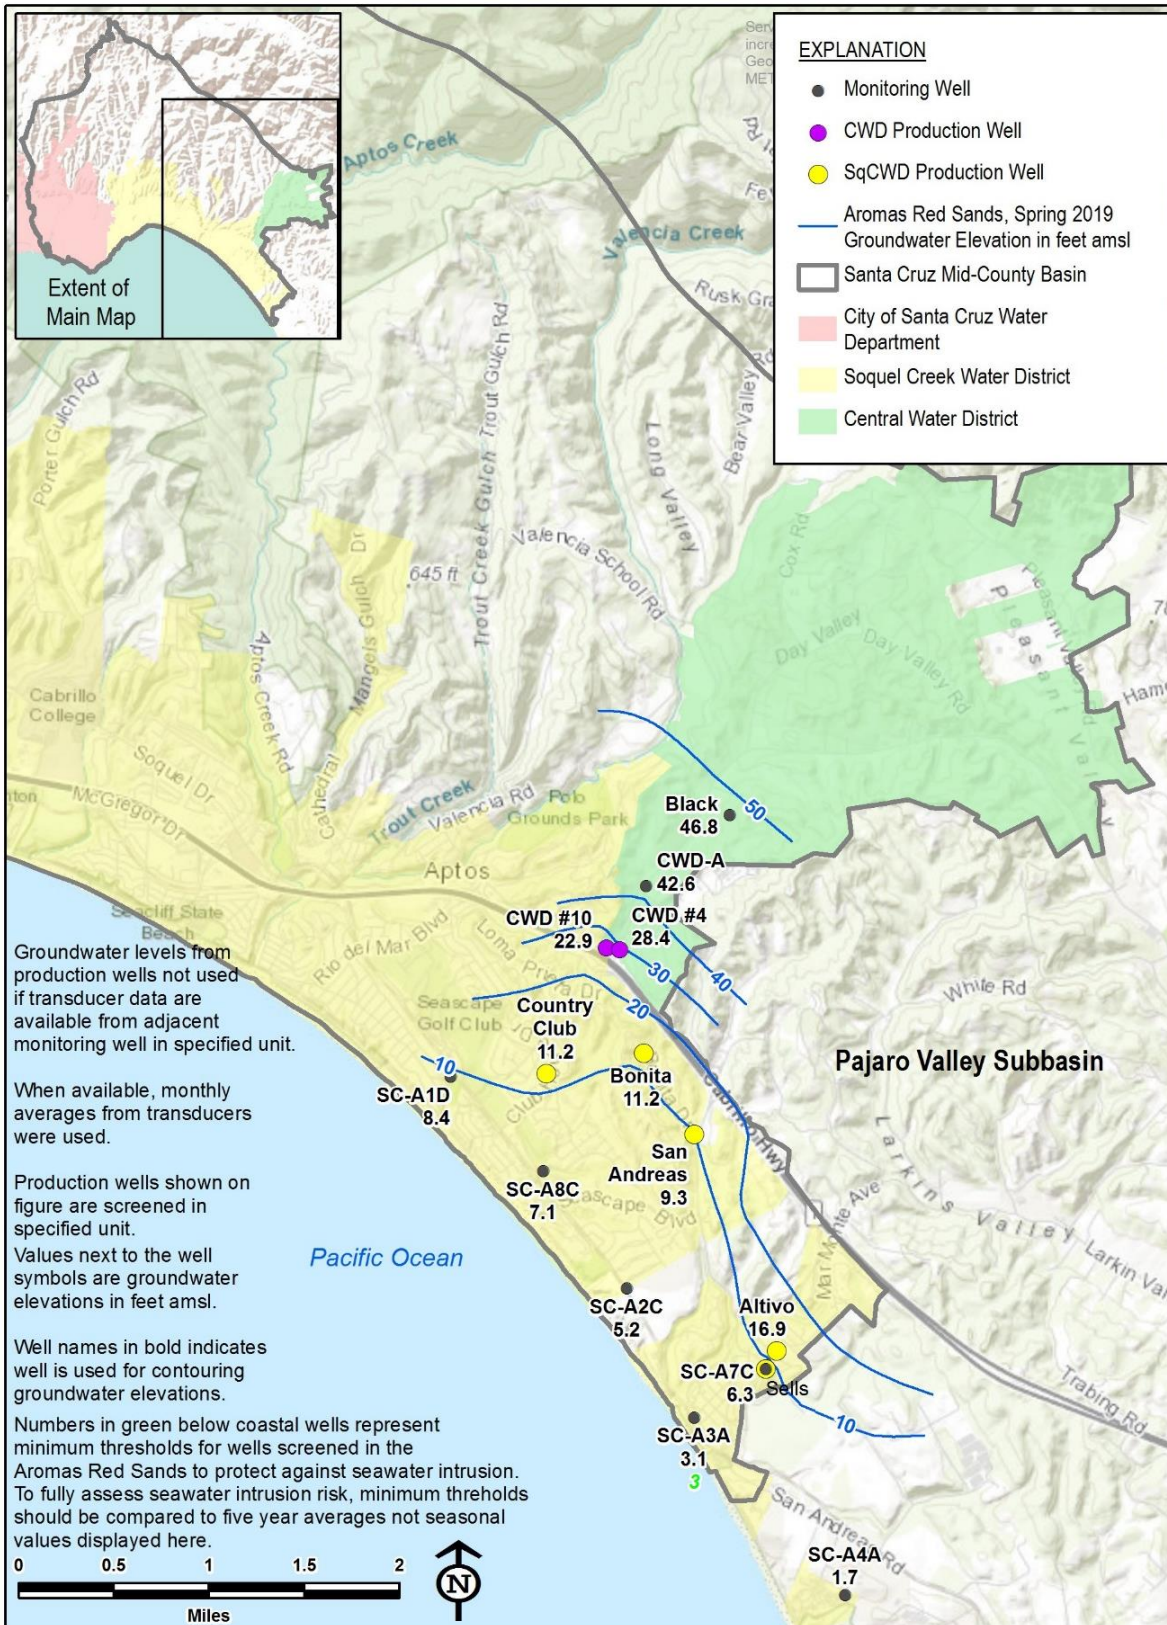 Extent of
Main Map
EXPLANATION
Monitoring Well
CWD Production Well
SqCWD Production Well
Aromas Red Sands, Spring 2019
Groundwater Elevation in feet amsl
Santa Cruz Mid-County Basin
City of Santa Cruz Water
Department
Soquel Creek Water District
Central Water District
Aptos Creek
Valencia Creek
Trout Creek Gulch
Trout Gulch Rd
Bear Valley Rd
Long Valley
Porter Gulch Rd
Valencia School Rd
Cox Rd
645 ft
Mangels Gulch Dr
Aptos Creek Rd
Day Valley
Day Valley Rd
Pleasant Valley
Cabrillo
College
Soquel Dr
McGregor Dr
Cathedral
Trout Creek
Valencia Rd
Polo
Grounds Park
Black
46.8
50
Aptos
CWD-A
42.6
Seacliff State
Beach
Rio del Mar Blvd
CWD #10
22.9
CWD #4
28.4
30
40
20
White Rd
Groundwater levels from
production wells not used
if transducer data are
available from adjacent
monitoring well in specified unit.
Seascape
Golf Club
Country
Club
11.2
Bonita
11.2
10
SC-A1D
8.4
Pajaro Valley Subbasin
When available, monthly
averages from transducers
were used.
Cabrillo Hwy
San
Andreas
9.3
Larkins Valley
Production wells shown on
figure are screened in
specified unit.
SC-A8C
7.1
Seascape Blvd
Mar Monte Ave
Values next to the well
symbols are groundwater
elevations in feet amsl.
Pacific Ocean
SC-A2C
5.2
Altivo
16.9
Well names in bold indicates
well is used for contouring
groundwater elevations.
SC-A7C
6.3
Sells
Trabing Rd
10
Numbers in green below coastal wells represent
minimum thresholds for wells screened in the
Aromas Red Sands to protect against seawater intrusion.
To fully assess seawater intrusion risk, minimum threholds
should be compared to five year averages not seasonal
values displayed here.
SC-A3A
3.1
3
San Andreas Rd
SC-A4A
1.7
0 0.5 1 1.5 2
Miles
N